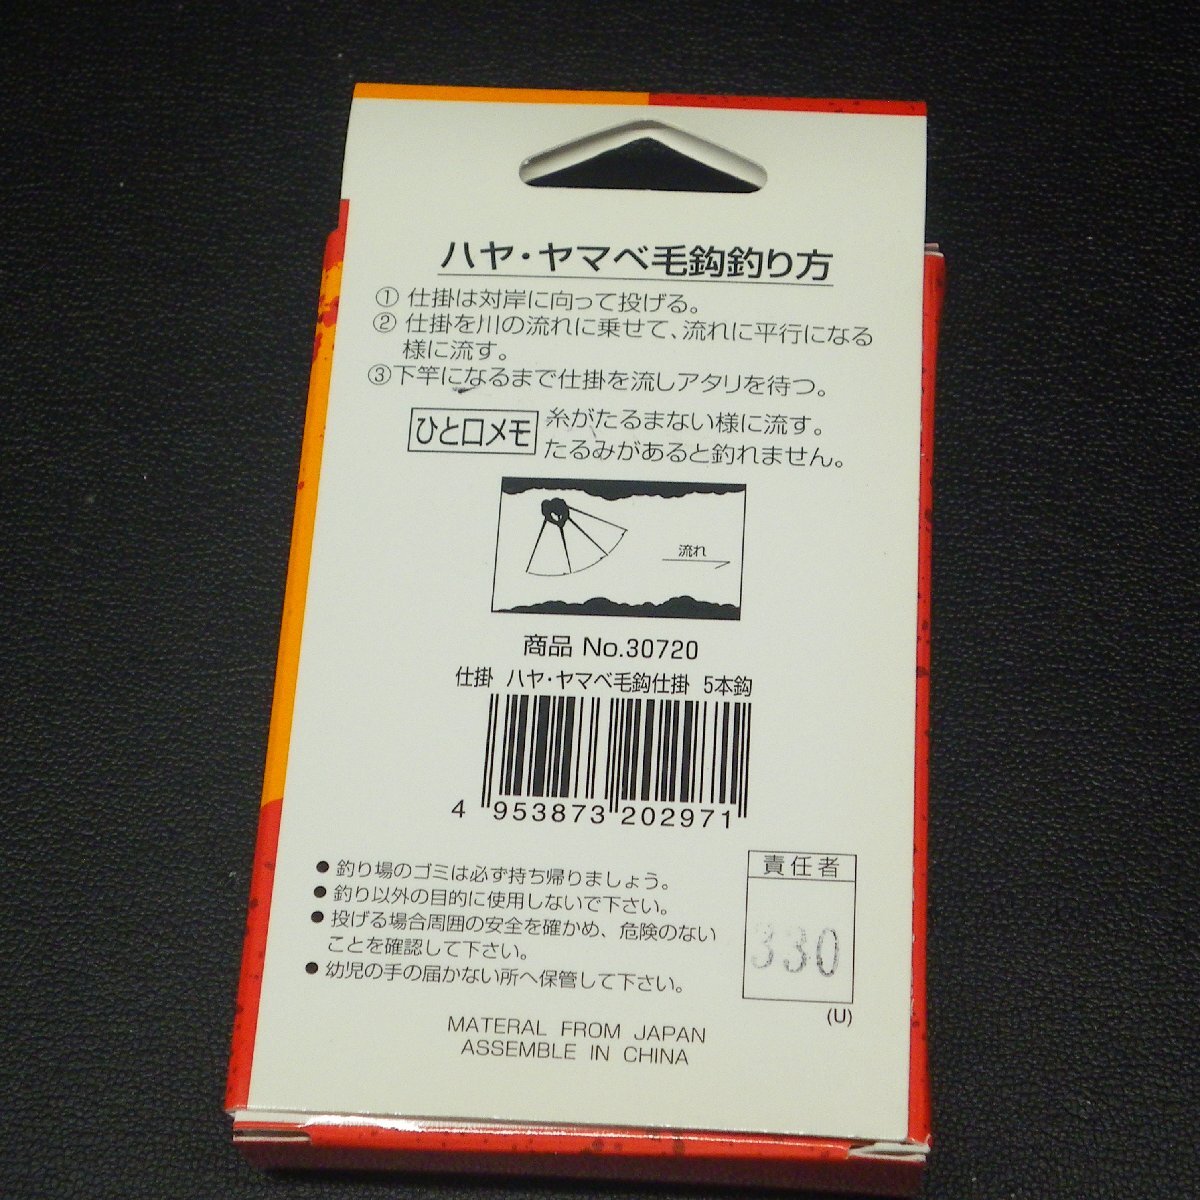 ハヤ・ヤマベ毛鈎釣り方
① 仕掛は対岸に向って投げる。
② 仕掛を川の流れに乗せて、流れに平行になる
様に流す。
③下竿になるまで仕掛を流しアタリを待つ。
ひと口メモ
糸がたるまない様に流す。
たるみがあると釣れません。
流れ
商品 No.30720
仕掛 ハヤ・ヤマベ毛鈎仕掛 5本鈎
4 953873 202971
● 釣り場のゴミは必ず持ち帰りましょう。
● 釣り以外の目的に使用しないで下さい。
● 投げる場合周囲の安全を確かめ、危険のない
ことを確認して下さい。
● 幼児の手の届かない所へ保管して下さい。
責任者
330
(U)
MATERAL FROM JAPAN
ASSEMBLE IN CHINA